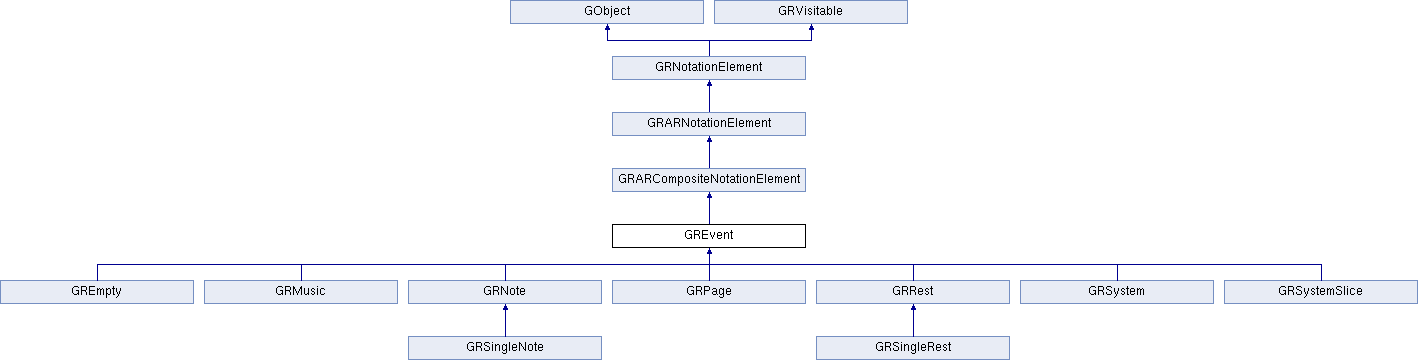 GObject
GRVisitable
GRNotationElement
GRARNotationElement
GRARCompositeNotationElement
GREvent
GREmpty
GRMusic
GRNote
GRPage
GRRest
GRSystem
GRSystemSlice
GRSingleNote
GRSingleRest